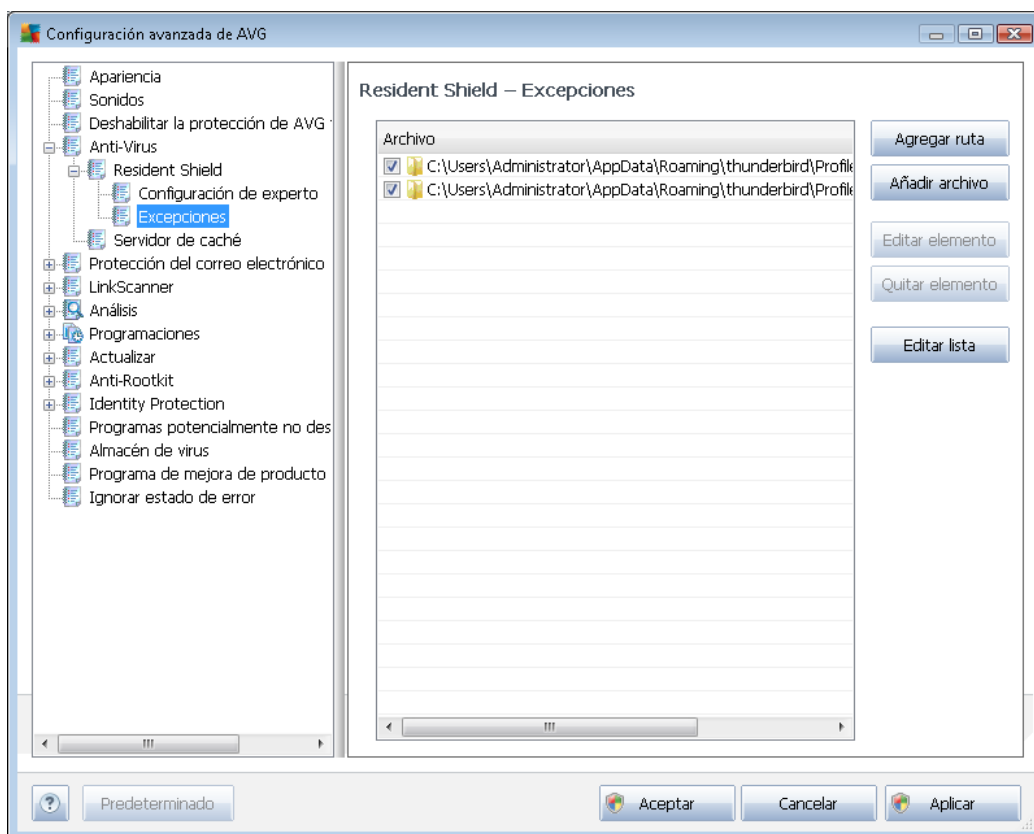 Configuración avanzada de AVG
Apariencia
Sonidos
Deshabilitar la protección de AVG
Anti-Virus
Resident Shield
Configuración de experto
Excepciones
Servidor de caché
Protección del correo electrónico
LinkScanner
Análisis
Programaciones
Actualizar
Anti-Rootkit
Identity Protection
Programas potencialmente no des
Almacén de virus
Programa de mejora de producto
Ignorar estado de error
Resident Shield – Excepciones
Archivo
C:\Users\Administrator\AppData\Roaming\thunderbird\Profile
C:\Users\Administrator\AppData\Roaming\thunderbird\Profile
Agregar ruta
Añadir archivo
Editar elemento
Quitar elemento
Editar lista
?
Predeterminado
Aceptar
Cancelar
Aplicar